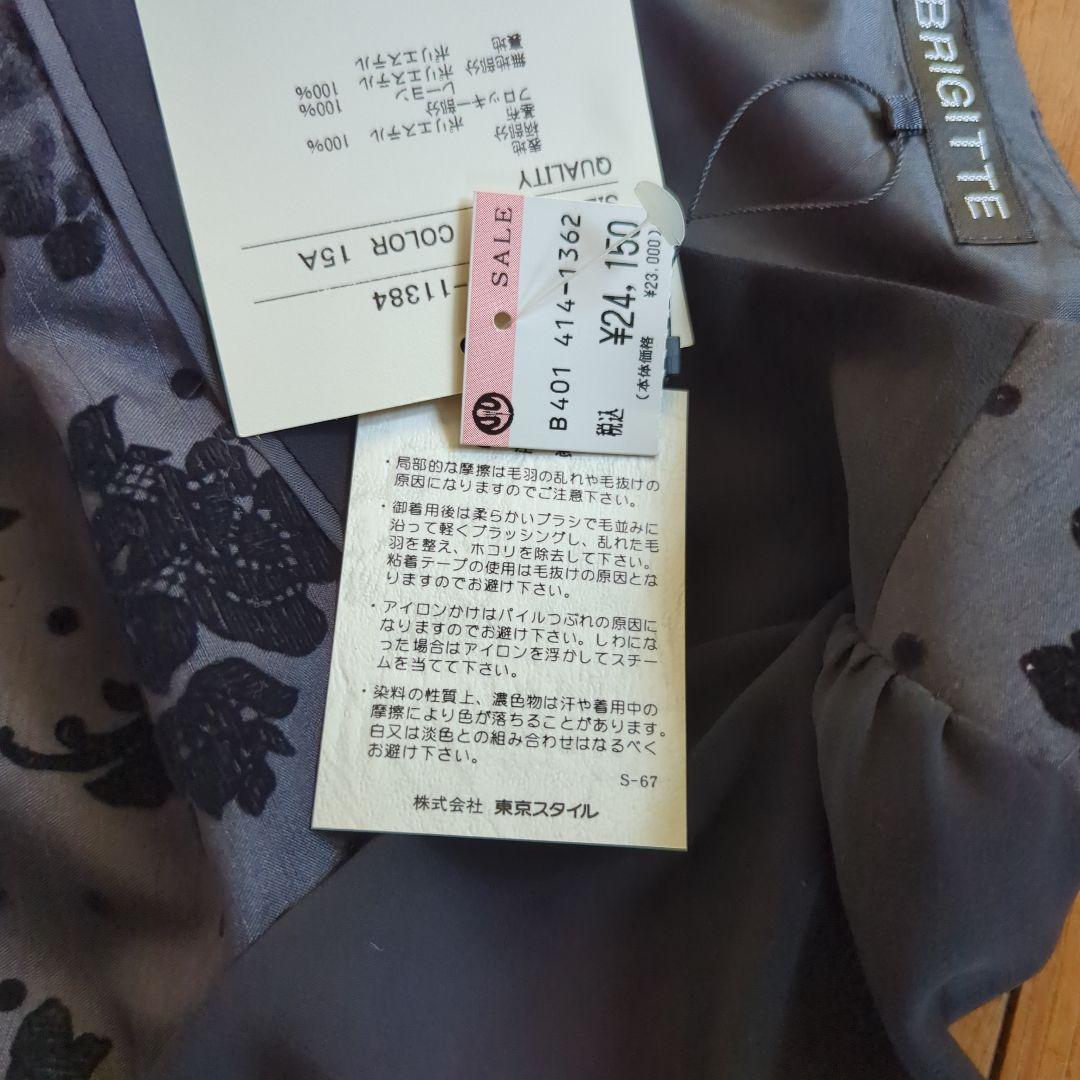 BRIGITTE
11384
COLOR 15A
QUALITY
表地
柄部分
基布 ポリエステル 100%
フロッキー部分
レーヨン 100%
無地部分 ポリエステル 100%
裏地 ポリエステル
SALE
B401 414-1362
¥24,150
税込
(本体価格 ¥23.000)
・局部的な摩擦は毛羽の乱れや毛抜けの
原因になりますのでご注意下さい。
・御着用後は柔らかいブラシで毛並みに
沿って軽くブラッシングし、乱れた毛
羽を整え、ホコリを除去して下さい。
粘着テープの使用は毛抜けの原因とな
りますのでお避け下さい。
・アイロンかけはパイルつぶれの原因に
なりますのでお避け下さい。しわにな
った場合はアイロンを浮かしてスチー
ムを当てて下さい。
・染料の性質上、濃色物は汗や着用中の
摩擦により色が落ちることがあります。
白又は淡色との組み合わせはなるべく
お避け下さい。
S-67
株式会社 東京スタイル